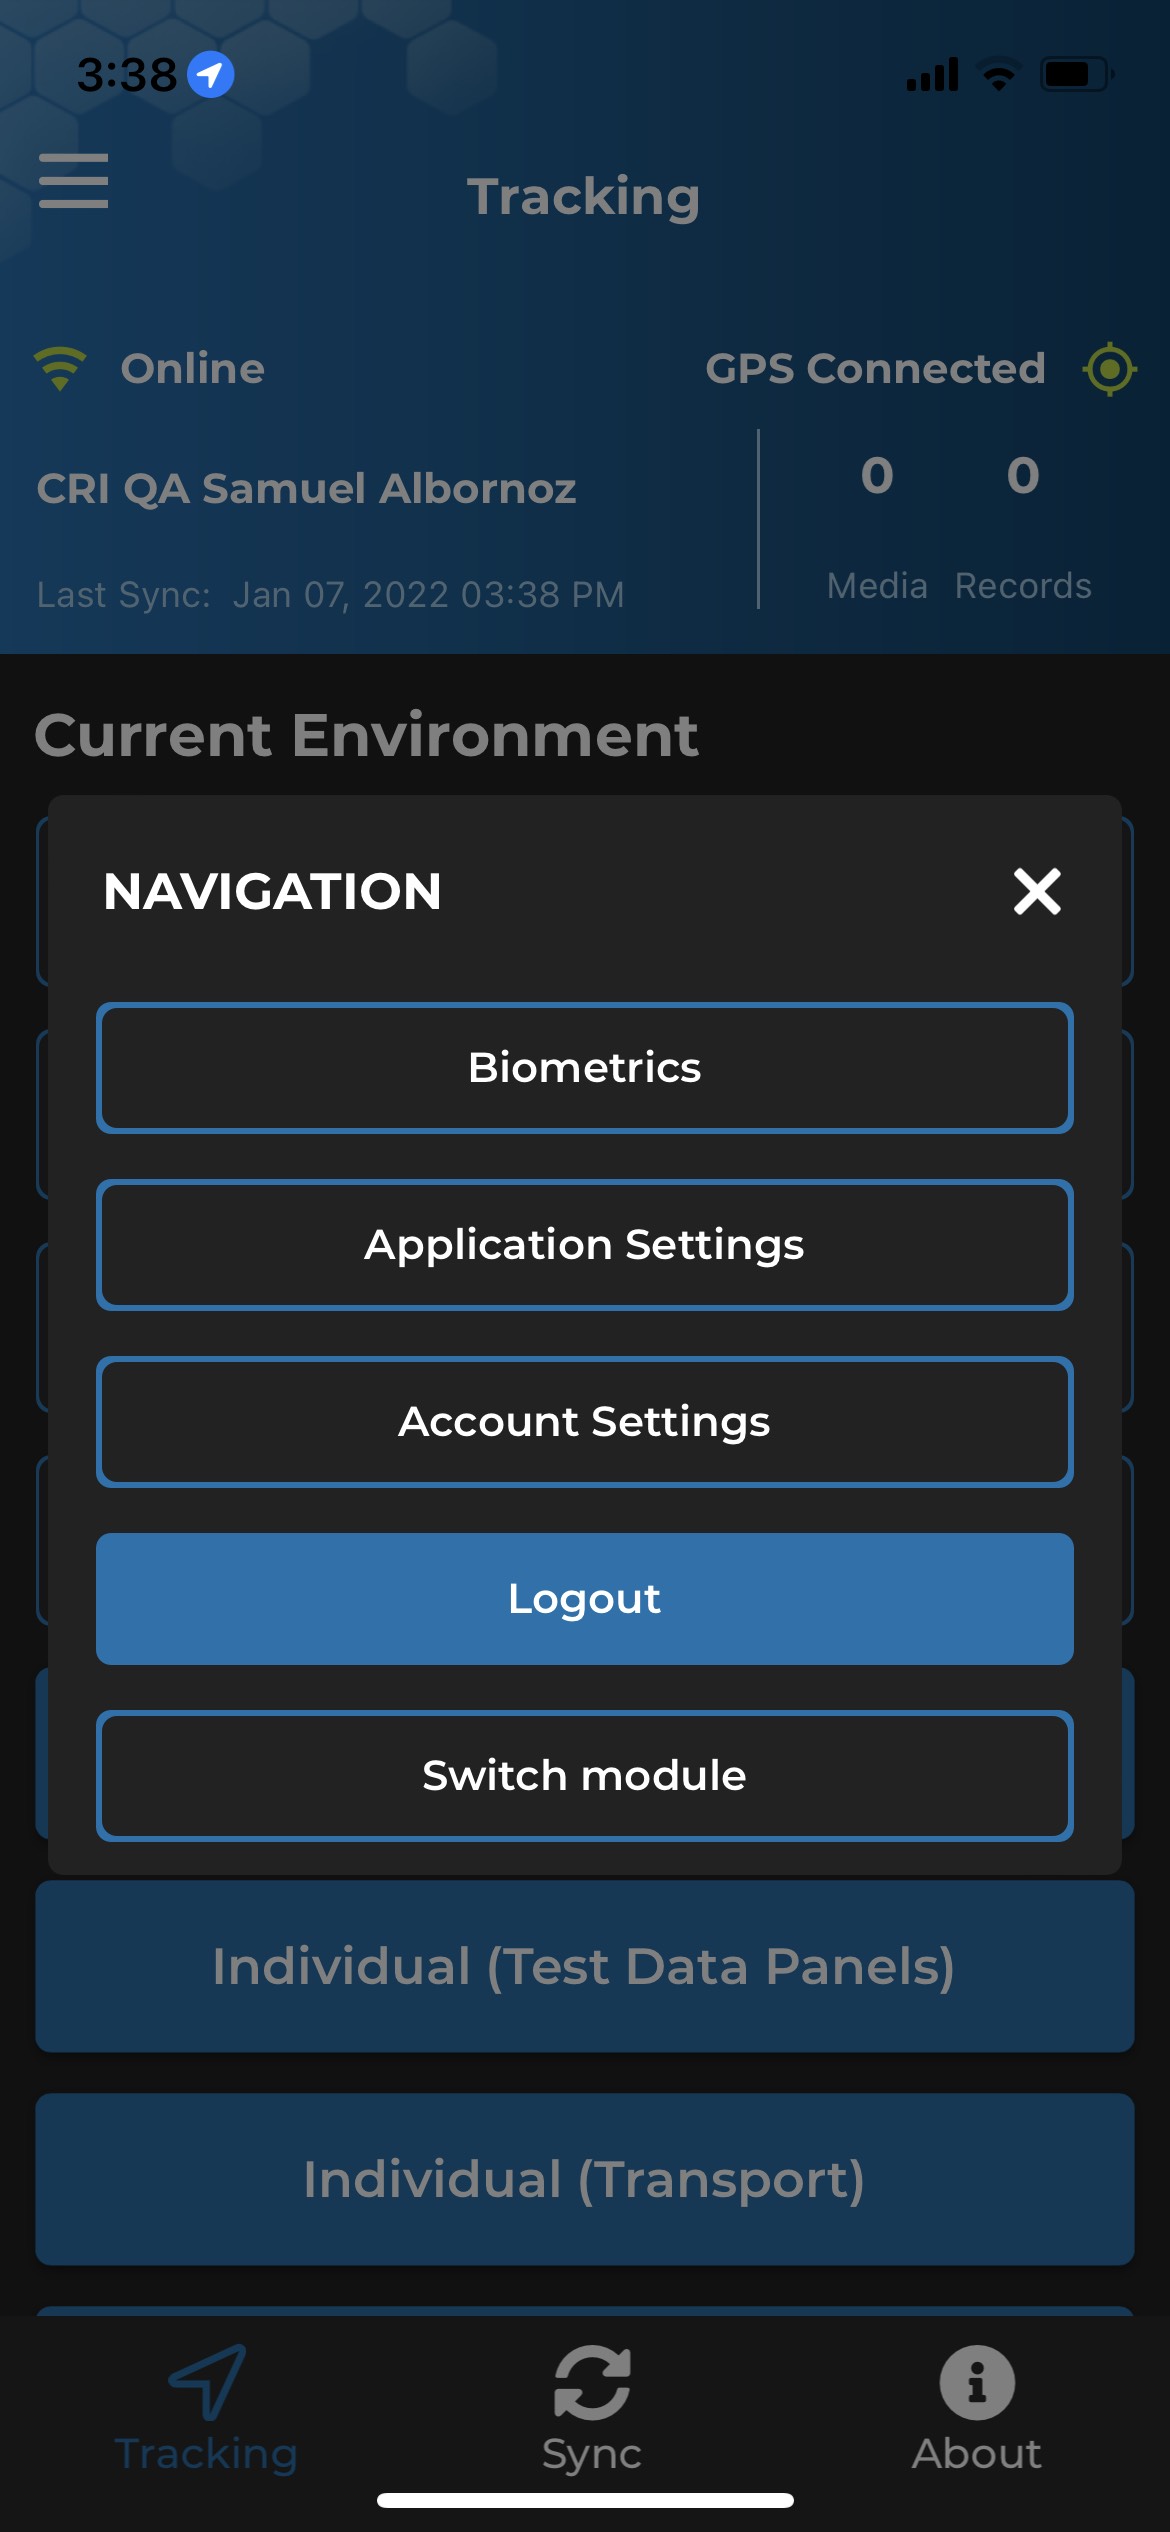 3:38
Tracking
Online
GPS Connected
CRI QA Samuel Albornoz
0 0
Last Sync: Jan 07, 2022 03:38 PM
Media Records
Current Environment
NAVIGATION
Biometrics
Application Settings
Account Settings
Logout
Switch module
Individual (Test Data Panels)
Individual (Transport)
Tracking
Sync
About